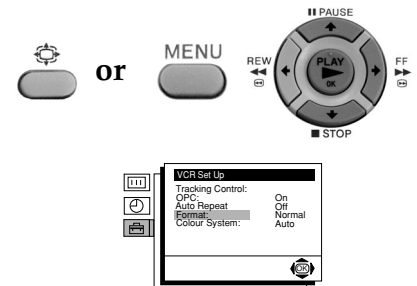 PAUSE
or
MENU
REW
PLAY
OK
FF
STOP
VCR Set Up
Tracking Control:
OPC: On
Auto Repeat Off
Format: Normal
Colour System: Auto
OK